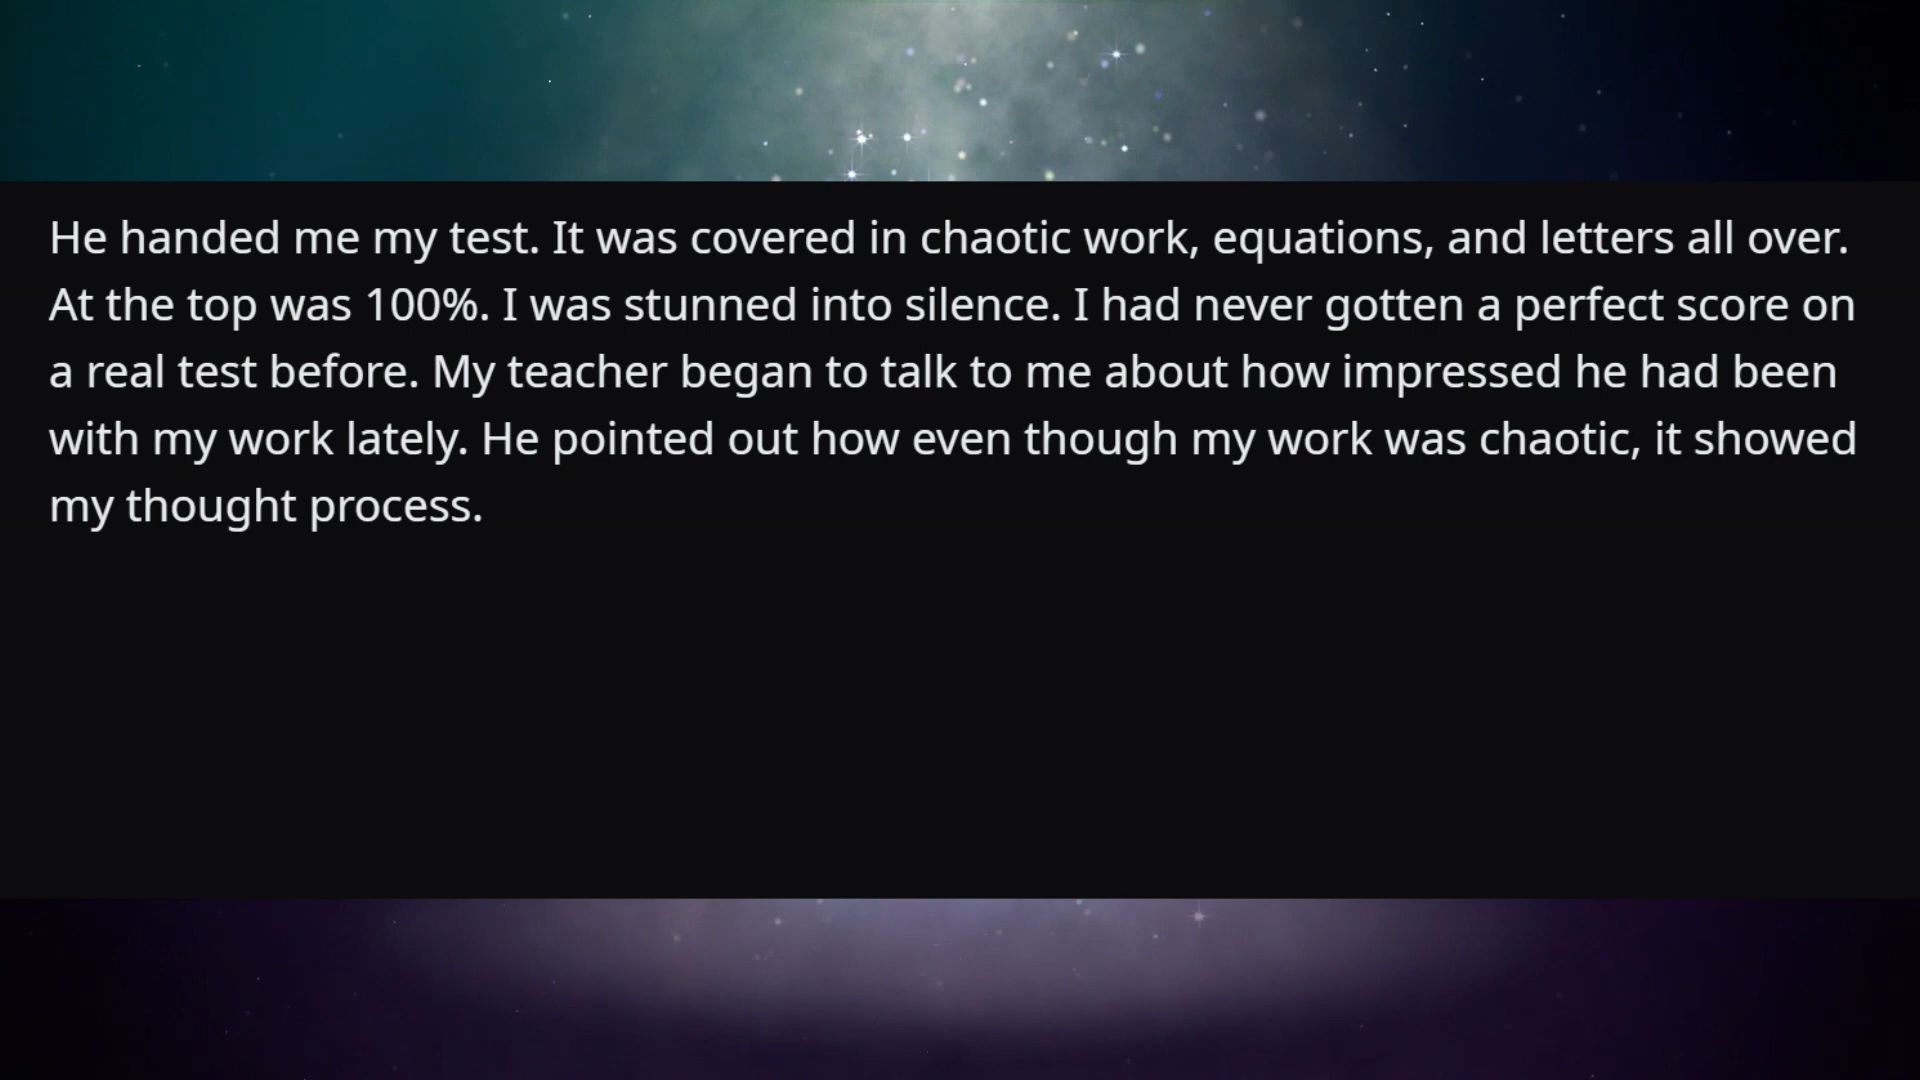 He handed me my test. It was covered in chaotic work, equations, and letters all over.
At the top was 100%. I was stunned into silence. I had never gotten a perfect score on
a real test before. My teacher began to talk to me about how impressed he had been
with my work lately. He pointed out how even though my work was chaotic, it showed
my thought process.